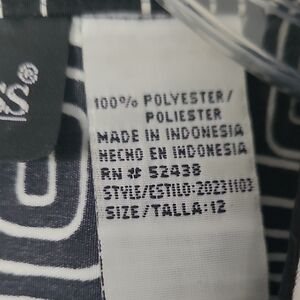 100% POLYESTER/
POLIESTER
MADE IN INDONESIA
HECHO EN INDONESIA
RN# 52438
STYLE/ESTILO:20231103
SIZE/TALLA:12